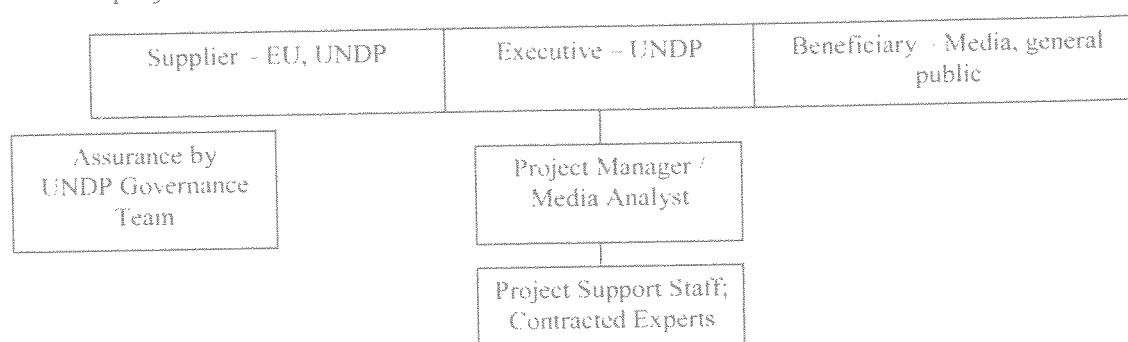 Supplier - EU, UNDP
Executive – UNDP
Beneficiary - Media, general
public
Assurance by
UNDP Governance
Team
Project Manager /
Media Analyst
Project Support Staff;
Contracted Experts